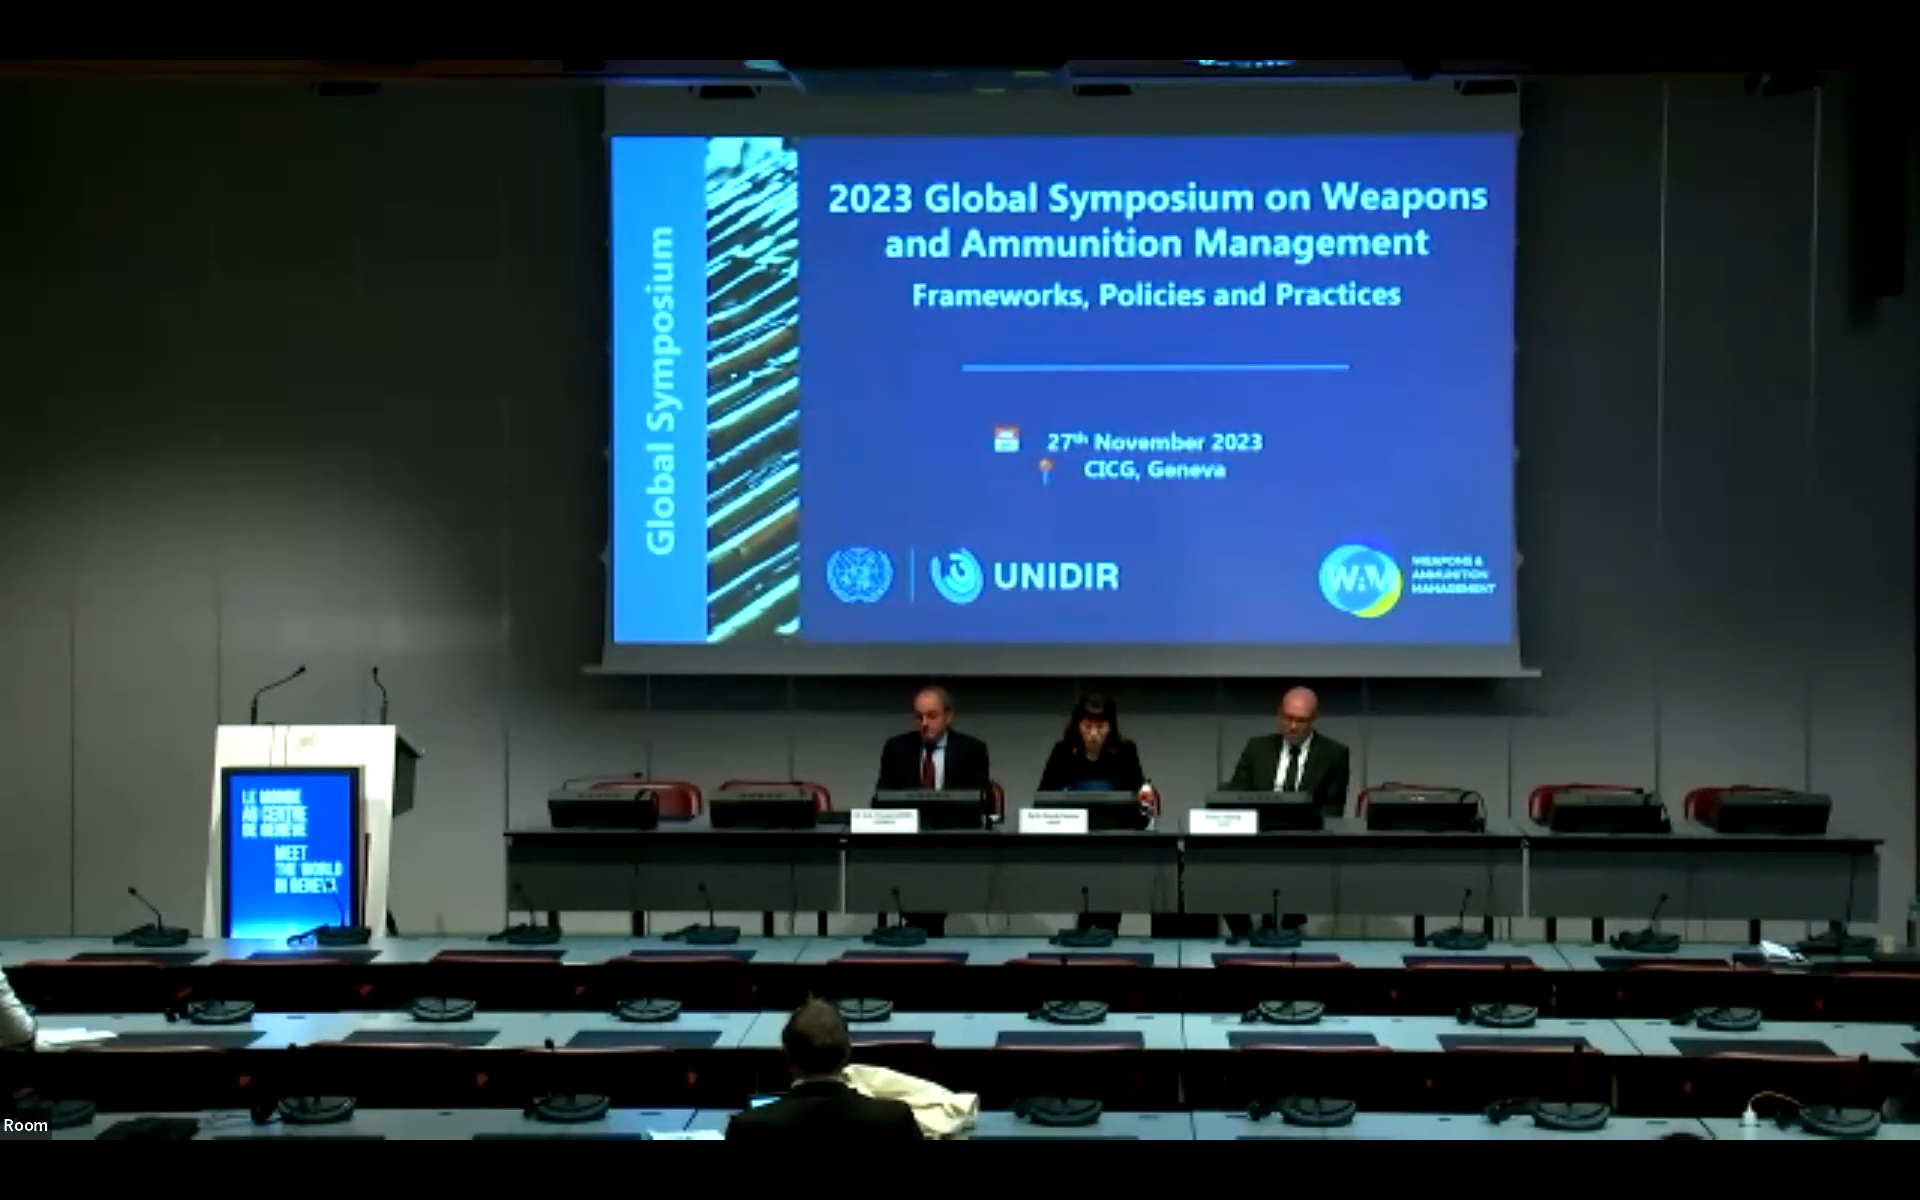 2023 Global Symposium on Weapons
and Ammunition Management
Frameworks, Policies and Practices
27th November 2023
CICG, Geneva
Global Symposium
UNIDIR
WAM
WEAPONS &
AMMUNITION
MANAGEMENT
LE MONDE
AU CENTRE
DE GENÈVE
MEET
THE WORLD
IN GENEVA
Room